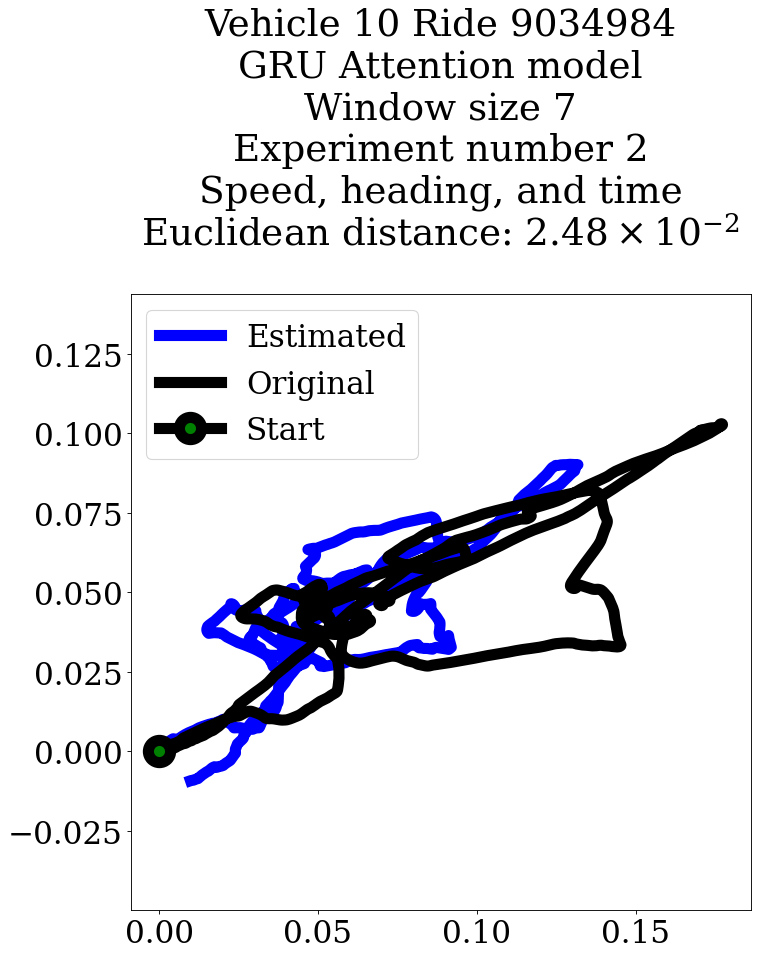 Vehicle 10 Ride 9034984
GRU Attention model
Window size 7
Experiment number 2
Speed, heading, and time
Euclidean distance: 2.48 × 10⁻²
Estimated
Original
Start
0.125
0.100
0.075
0.050
0.025
0.000
−0.025
0.00 0.05 0.10 0.15